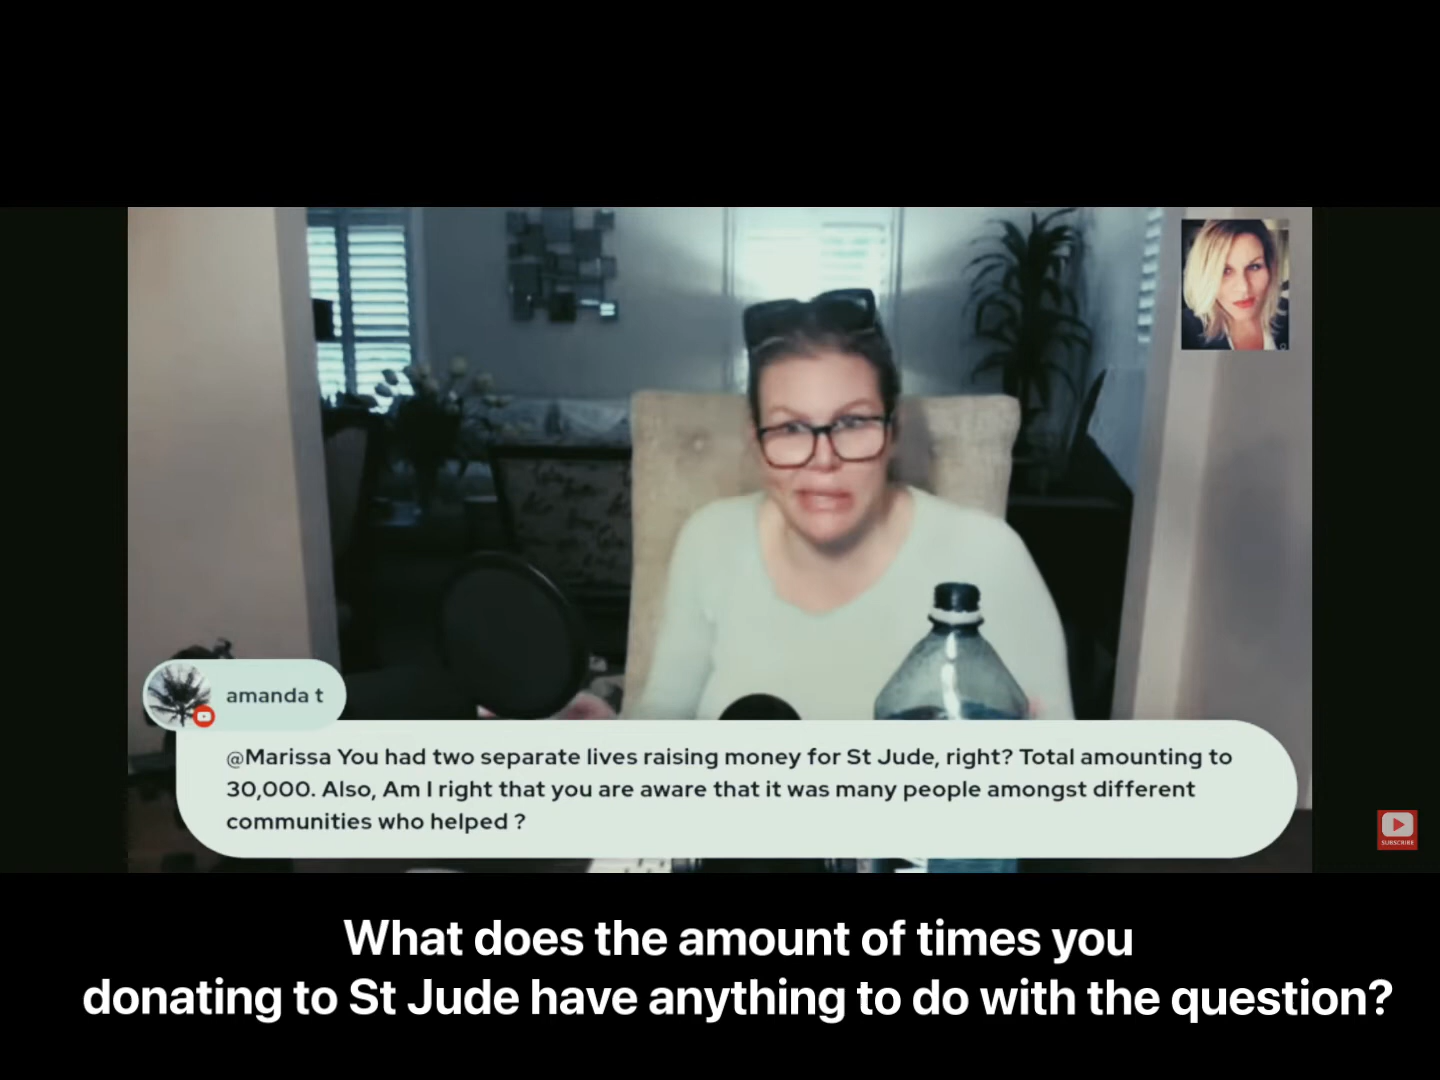 amanda t
@Marissa You had two separate lives raising money for St Jude, right? Total amounting to
30,000. Also, Am I right that you are aware that it was many people amongst different
communities who helped ?
SUBSCRIBE
What does the amount of times you
donating to St Jude have anything to do with the question?